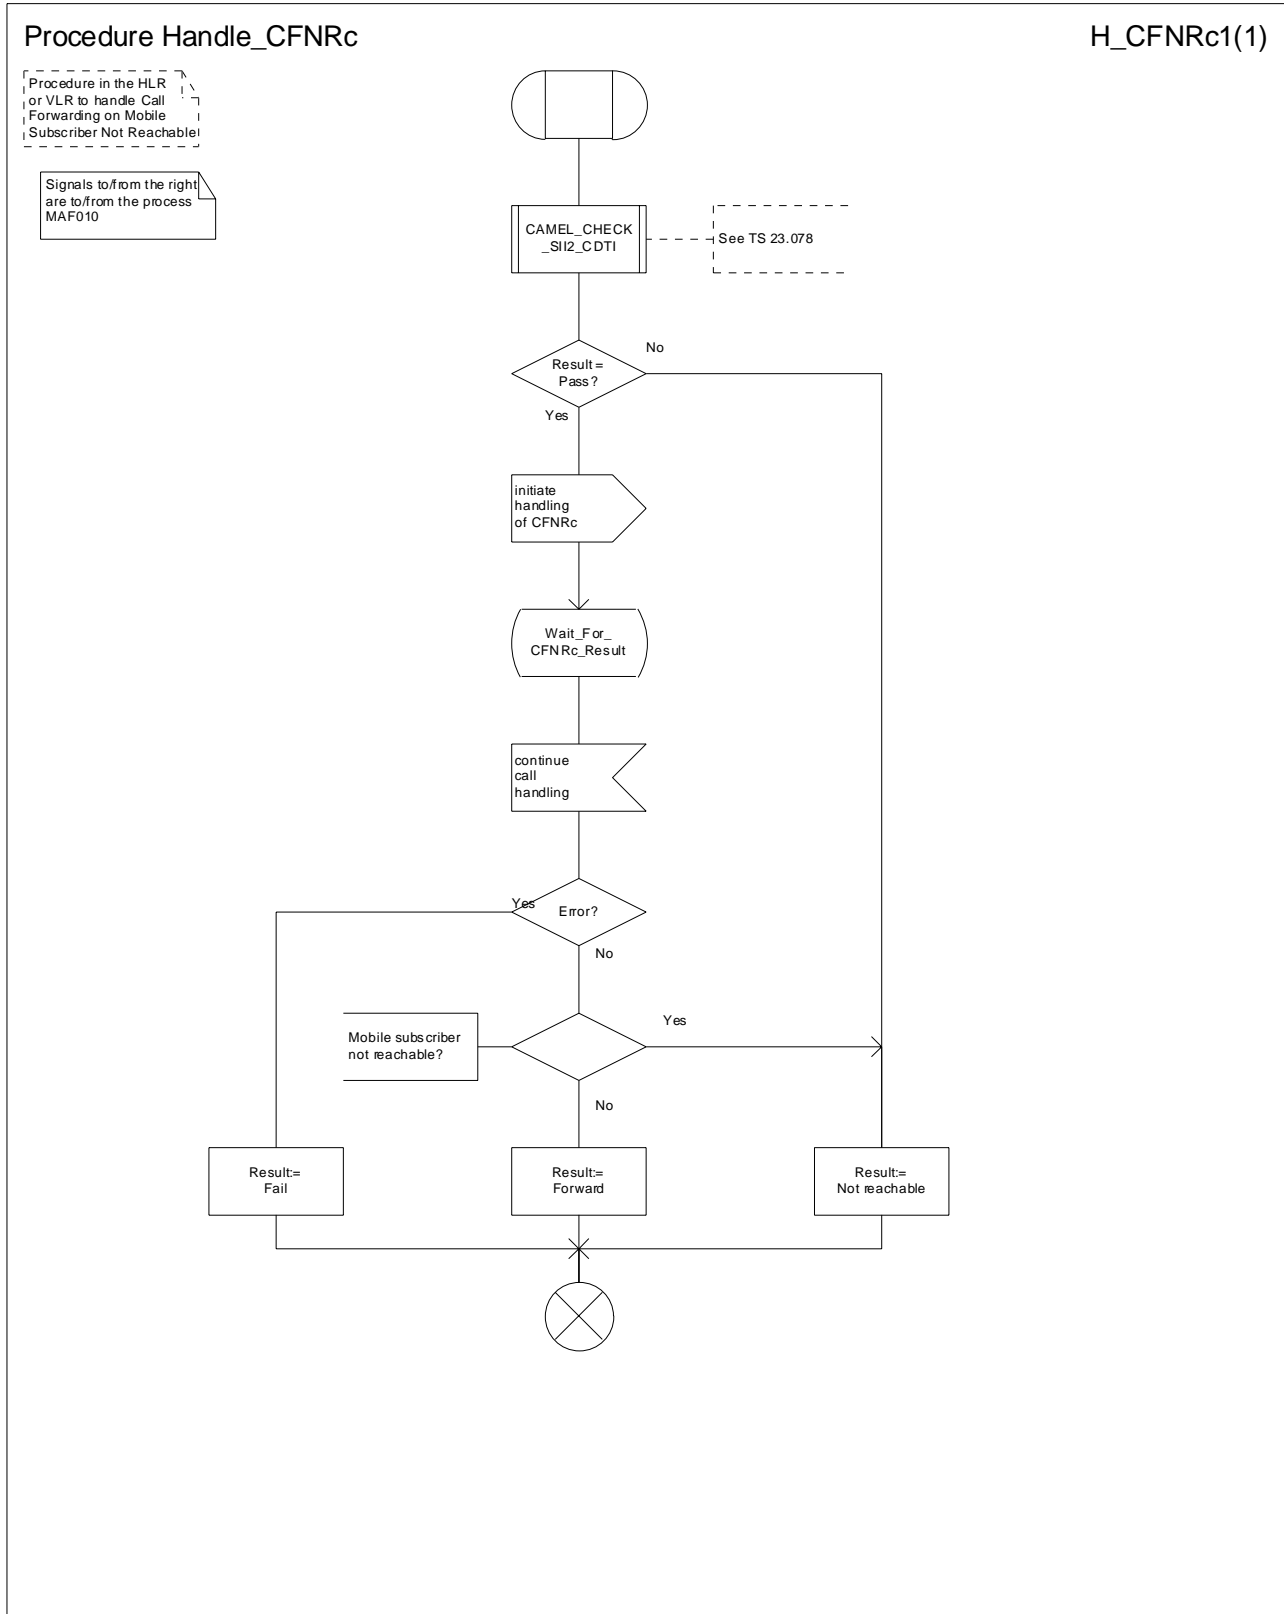 Procedure Handle_CFNRc
H_CFNRc1(1)
Procedure in the HLR
or VLR to handle Call
Forwarding on Mobile
Subscriber Not Reachable
Signals to/from the right
are to/from the process
MAF010
CAMEL_CHECK
_SII2_CDTI
See TS 23.078
Result =
Pass?
No
Yes
initiate
handling
of CFNRc
Wait_For_
CFNRc_Result
continue
call
handling
Yes
Error?
No
Mobile subscriber
not reachable?
Yes
No
Result:=
Fail
Result:=
Forward
Result:=
Not reachable